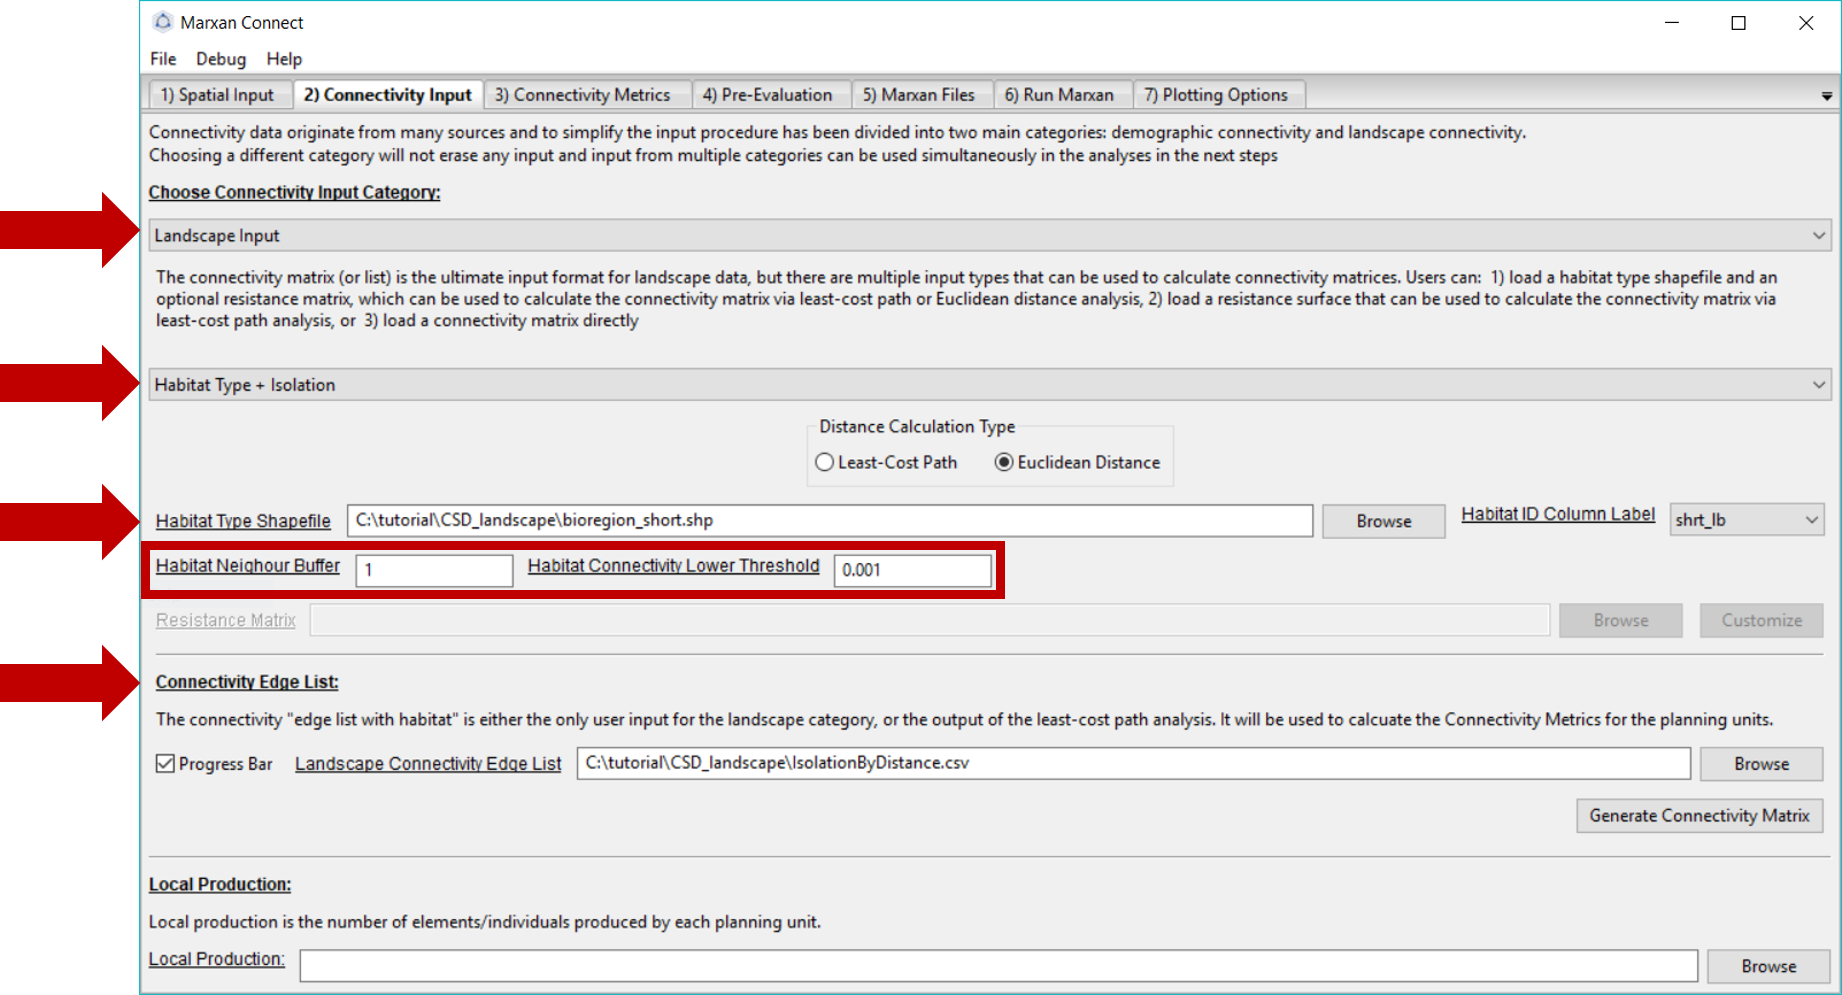 Marxan Connect
File Debug Help
1) Spatial Input 2) Connectivity Input 3) Connectivity Metrics 4) Pre-Evaluation 5) Marxan Files 6) Run Marxan 7) Plotting Options
Connectivity data originate from many sources and to simplify the input procedure has been divided into two main categories: demographic connectivity and landscape connectivity.
Choosing a different category will not erase any input and input from multiple categories can be used simultaneously in the analyses in the next steps
Choose Connectivity Input Category:
Landscape Input
The connectivity matrix (or list) is the ultimate input format for landscape data, but there are multiple input types that can be used to calculate connectivity matrices. Users can: 1) load a habitat type shapefile and an
optional resistance matrix, which can be used to calculate the connectivity matrix via least-cost path or Euclidean distance analysis, 2) load a resistance surface that can be used to calculate the connectivity matrix via
least-cost path analysis, or 3) load a connectivity matrix directly
Habitat Type + Isolation
Distance Calculation Type
Least-Cost Path Euclidean Distance
Habitat Type Shapefile C:\tutorial\CSD_landscape\bioregion_short.shp Browse Habitat ID Column Label shrt_lb
Habitat Neighour Buffer 1 Habitat Connectivity Lower Threshold 0.001
Resistance Matrix Browse Customize
Connectivity Edge List:
The connectivity "edge list with habitat" is either the only user input for the landscape category, or the output of the least-cost path analysis. It will be used to calcuate the Connectivity Metrics for the planning units.
Progress Bar Landscape Connectivity Edge List C:\tutorial\CSD_landscape\IsolationByDistance.csv Browse
Generate Connectivity Matrix
Local Production:
Local production is the number of elements/individuals produced by each planning unit.
Local Production: Browse